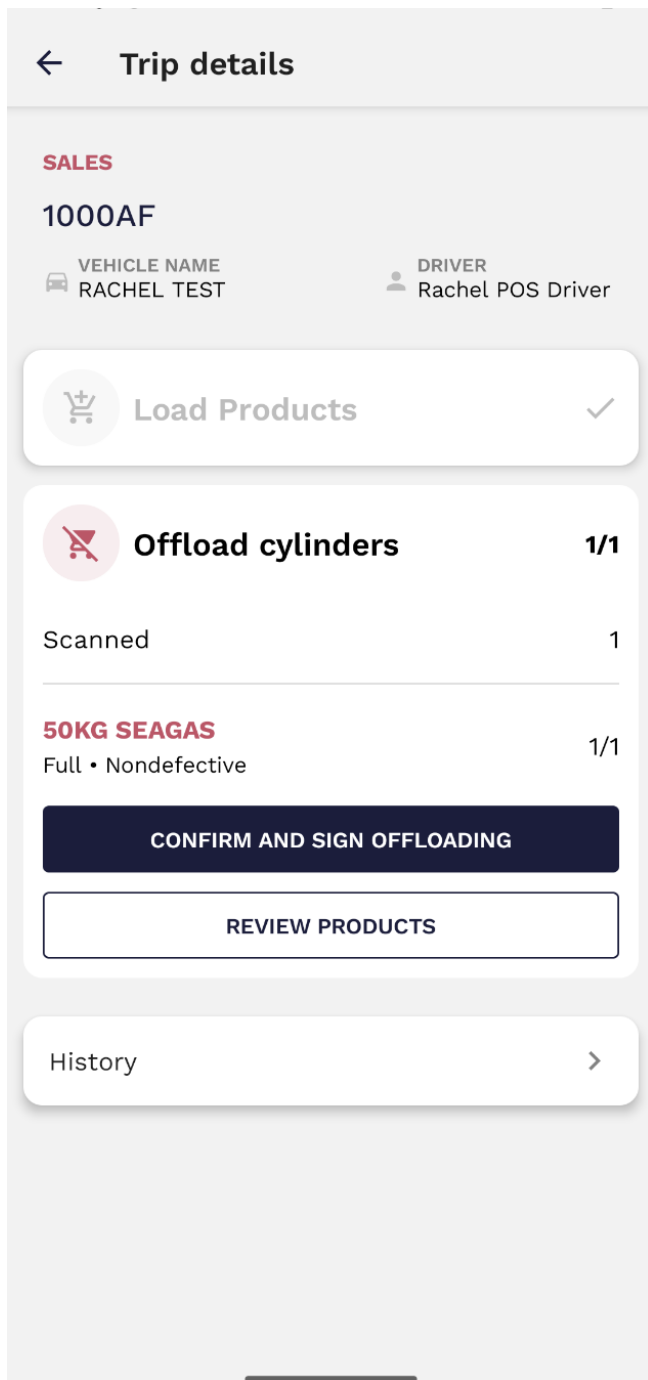 Trip details
SALES
1000AF
VEHICLE NAME
RACHEL TEST
DRIVER
Rachel POS Driver
Load Products
Offload cylinders 1/1
Scanned 1
50KG SEAGAS
Full • Nondefective 1/1
CONFIRM AND SIGN OFFLOADING
REVIEW PRODUCTS
History